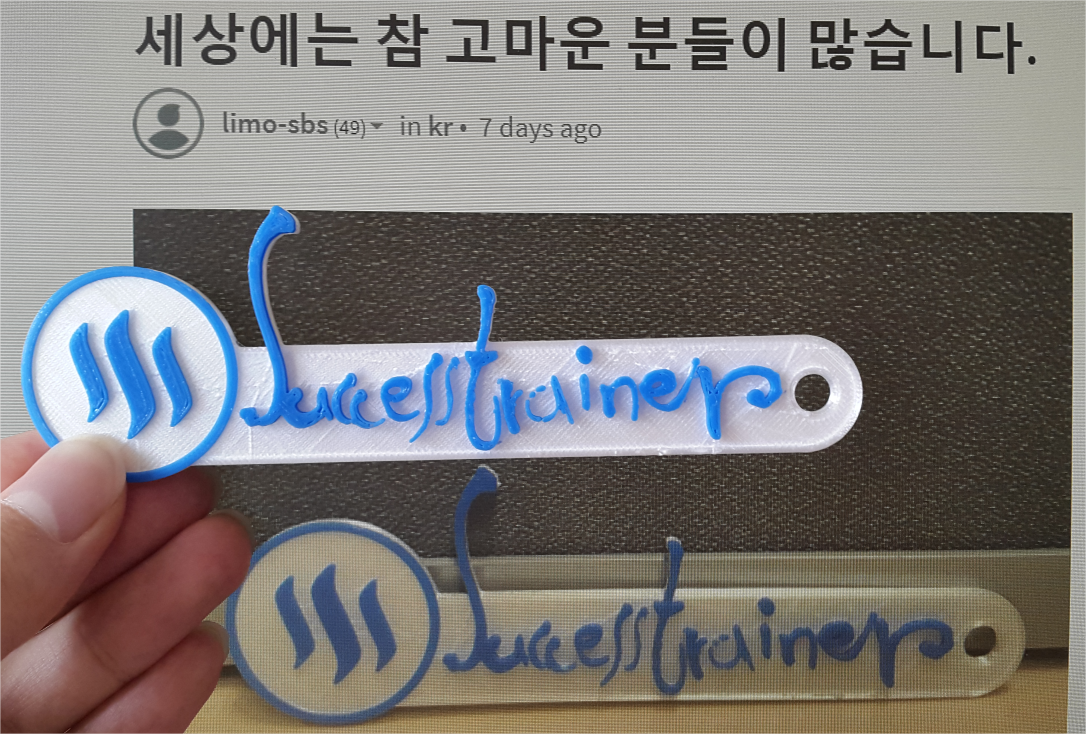 세상에는 참 고마운 분들이 많습니다.
limo-sbs (49) in kr • 7 days ago
Successtrainer
Successtrainer